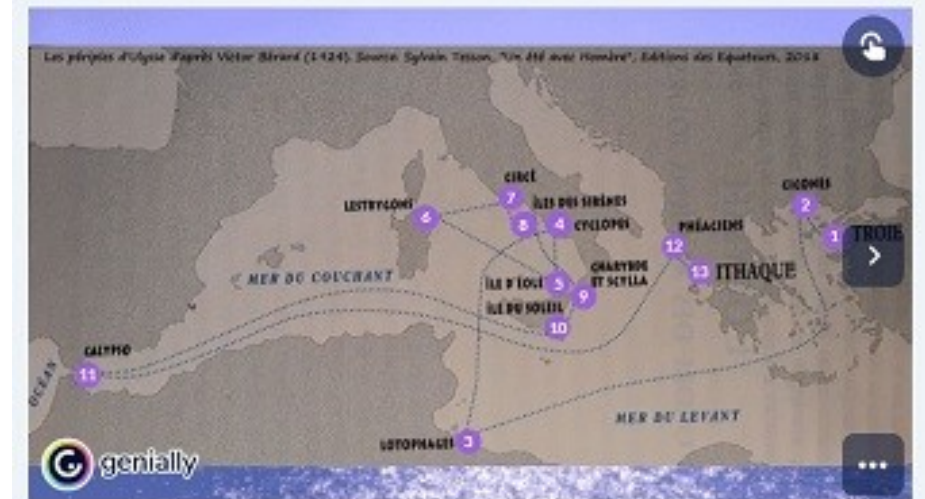 Les périples d'Ulysse d'après Victor Bérard (1924). Source: Sylvain Tesson, "Un été avec Homère", Editions des Equateurs, 2018
CIRCÉ
7
CICONES
2
LESTRYGONS
6
ÎLES DES SIRÈNES
8
4
CYCLOPES
PHÉACIENS
12
1
TROIE
13
ITHAQUE
CHARYBDE
ET SCYLLA
MER DU COUCHANT
ÎLE D'ÉOLE
5
9
ÎLE DU SOLEIL
10
CALYPSO
11
OCÉAN
MER DU LEVANT
LOTOPHAGES
3
genially